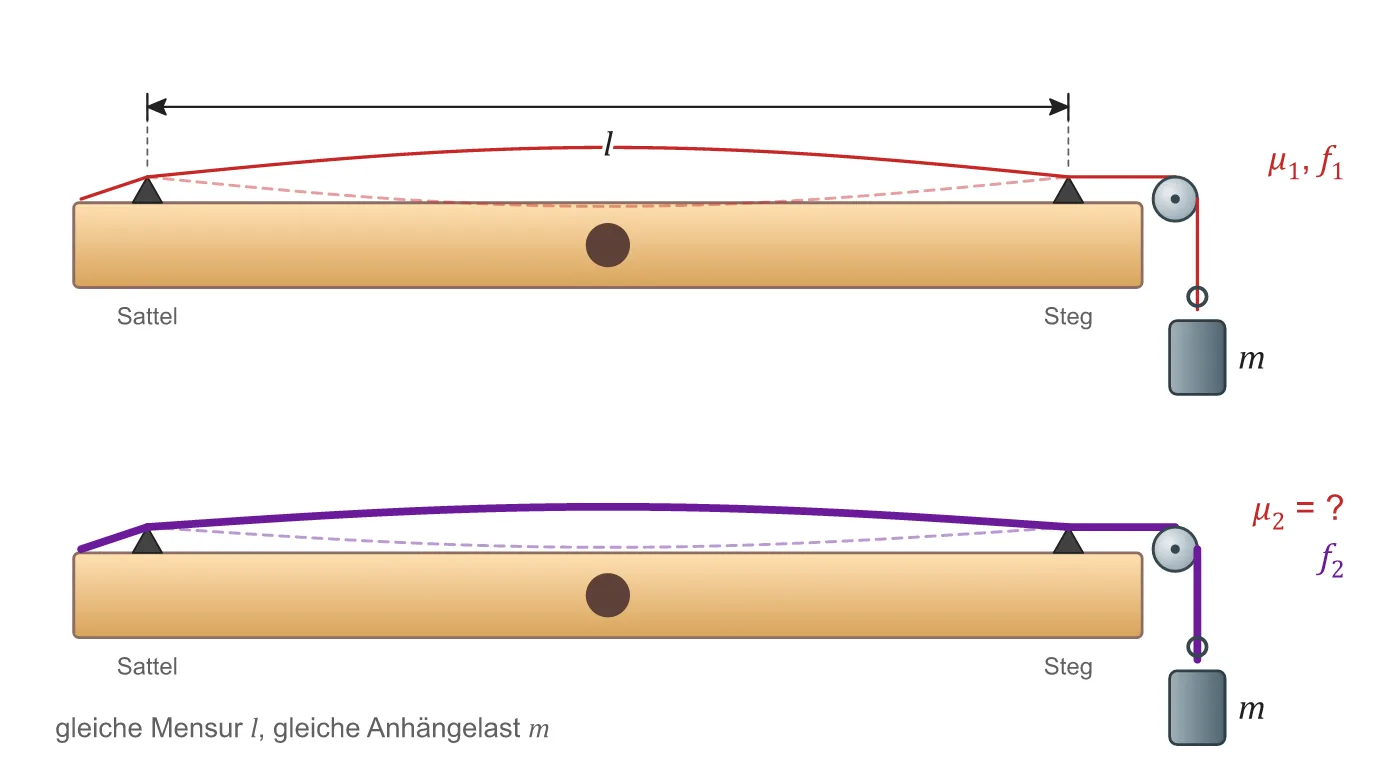 l
μ₁, f₁
Sattel
Steg
m
μ₂ = ?
f₂
Sattel
Steg
m
gleiche Mensur l, gleiche Anhängelast m